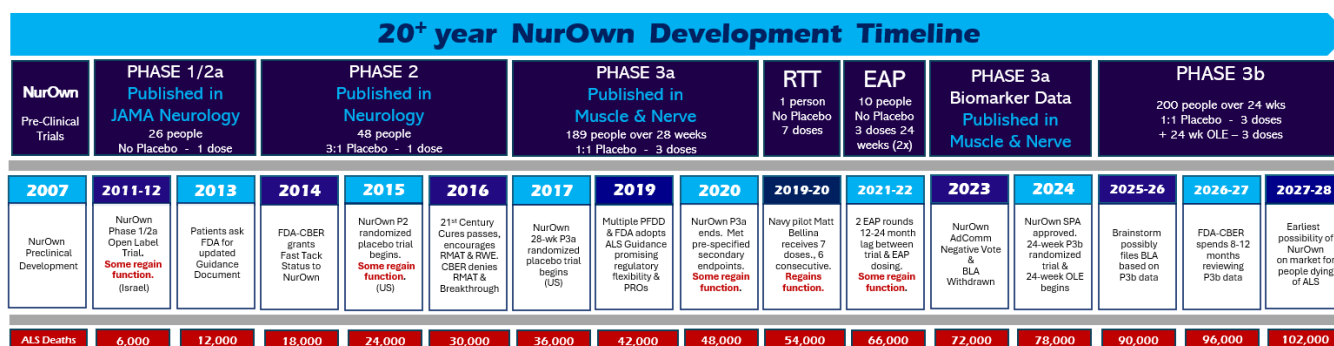 20+ year NurOwn Development Timeline
NurOwn
Pre-Clinical
Trials
PHASE 1/2a
Published in
JAMA Neurology
26 people
No Placebo - 1 dose
PHASE 2
Published in
Neurology
48 people
3:1 Placebo - 1 dose
PHASE 3a
Published in
Muscle & Nerve
189 people over 28 weeks
1:1 Placebo - 3 doses
RTT
1 person
No Placebo
7 doses
EAP
10 people
No Placebo
3 doses 24
weeks (2x)
PHASE 3a
Biomarker Data
Published in
Muscle & Nerve
PHASE 3b
200 people over 24 wks
1:1 Placebo - 3 doses
+ 24 wk OLE – 3 doses
2007
NurOwn
Preclinical
Development
2011-12
NurOwn
Phase 1/2a
Open Label
Trial.
Some regain
function.
(Israel)
2013
Patients ask
FDA for
updated
Guidance
Document
2014
FDA-CBER
grants
Fast Tack
Status to
NurOwn
2015
NurOwn P2
randomized
placebo trial
begins.
Some regain
function.
(US)
2016
21st Century
Cures passes,
encourages
RMAT & RWE.
CBER denies
RMAT &
Breakthrough
2017
NurOwn
28-wk P3a
randomized
placebo trial
begins
(US)
2019
Multiple PFDD
& FDA adopts
ALS Guidance
promising
regulatory
flexibility &
PROs
2020
NurOwn P3a
ends. Met
pre-specified
secondary
endpoints.
Some regain
function.
2019-20
Navy pilot Matt
Bellina
receives 7
doses., 6
consecutive.
Regains
function.
2021-22
2 EAP rounds
12-24 month
lag between
trial & EAP
dosing.
Some regain
function.
2023
NurOwn
AdComm
Negative Vote
&
BLA
Withdrawn
2024
NurOwn SPA
approved.
24-week P3b
randomized
trial &
24-week OLE
begins
2025-26
Brainstorm
possibly
files BLA
based on
P3b data
2026-27
FDA-CBER
spends 8-12
months
reviewing
P3b data
2027-28
Earliest
possibility of
NurOwn
on market for
people dying
of ALS
ALS Deaths
6,000
12,000
18,000
24,000
30,000
36,000
42,000
48,000
54,000
66,000
72,000
78,000
90,000
96,000
102,000